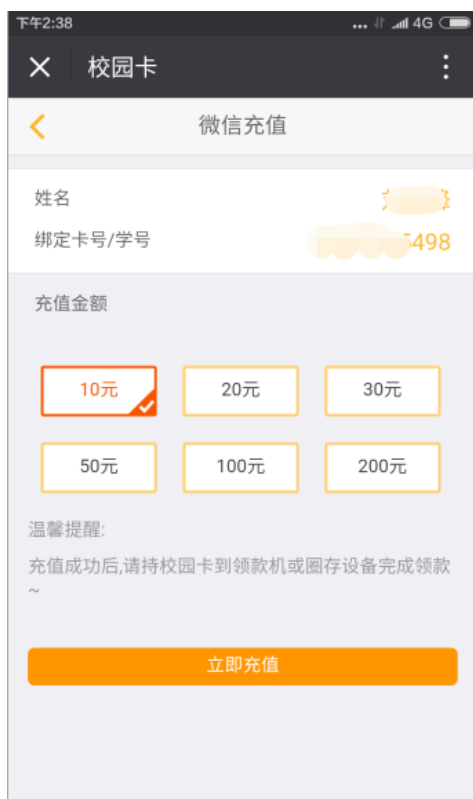 下午2:38
... 4G
校园卡
微信充值
姓名
绑定卡号/学号 5498
充值金额
10元 20元 30元
50元 100元 200元
温馨提醒:
充值成功后,请持校园卡到领款机或圈存设备完成领款
~
立即充值